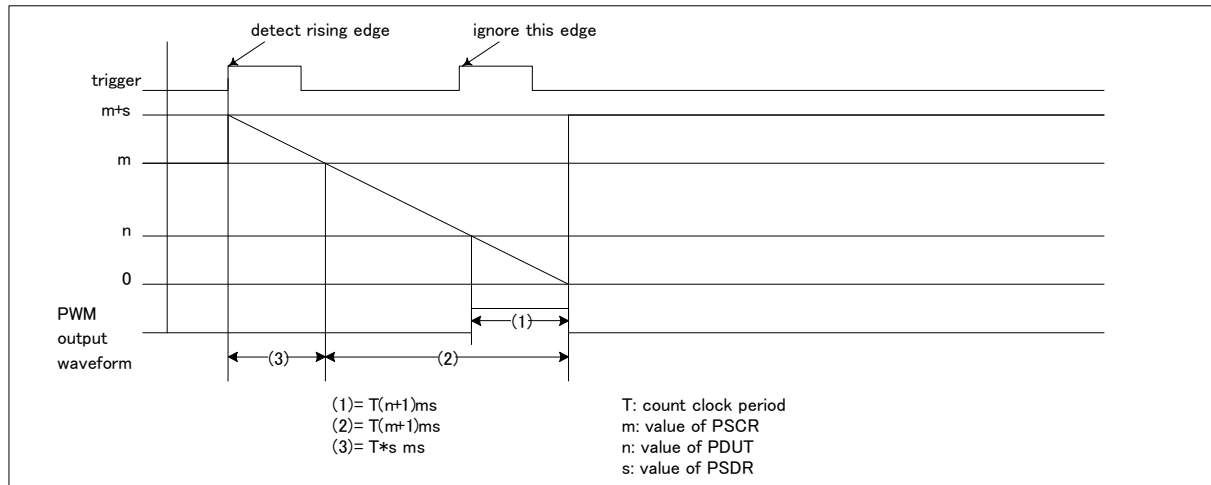 detect rising edge
ignore this edge
trigger
m+s
m
n
0
PWM
output
waveform
(1)
(3)
(2)
(1)= T(n+1)ms
(2)= T(m+1)ms
(3)= T*s ms
T: count clock period
m: value of PSCR
n: value of PDUT
s: value of PSDR